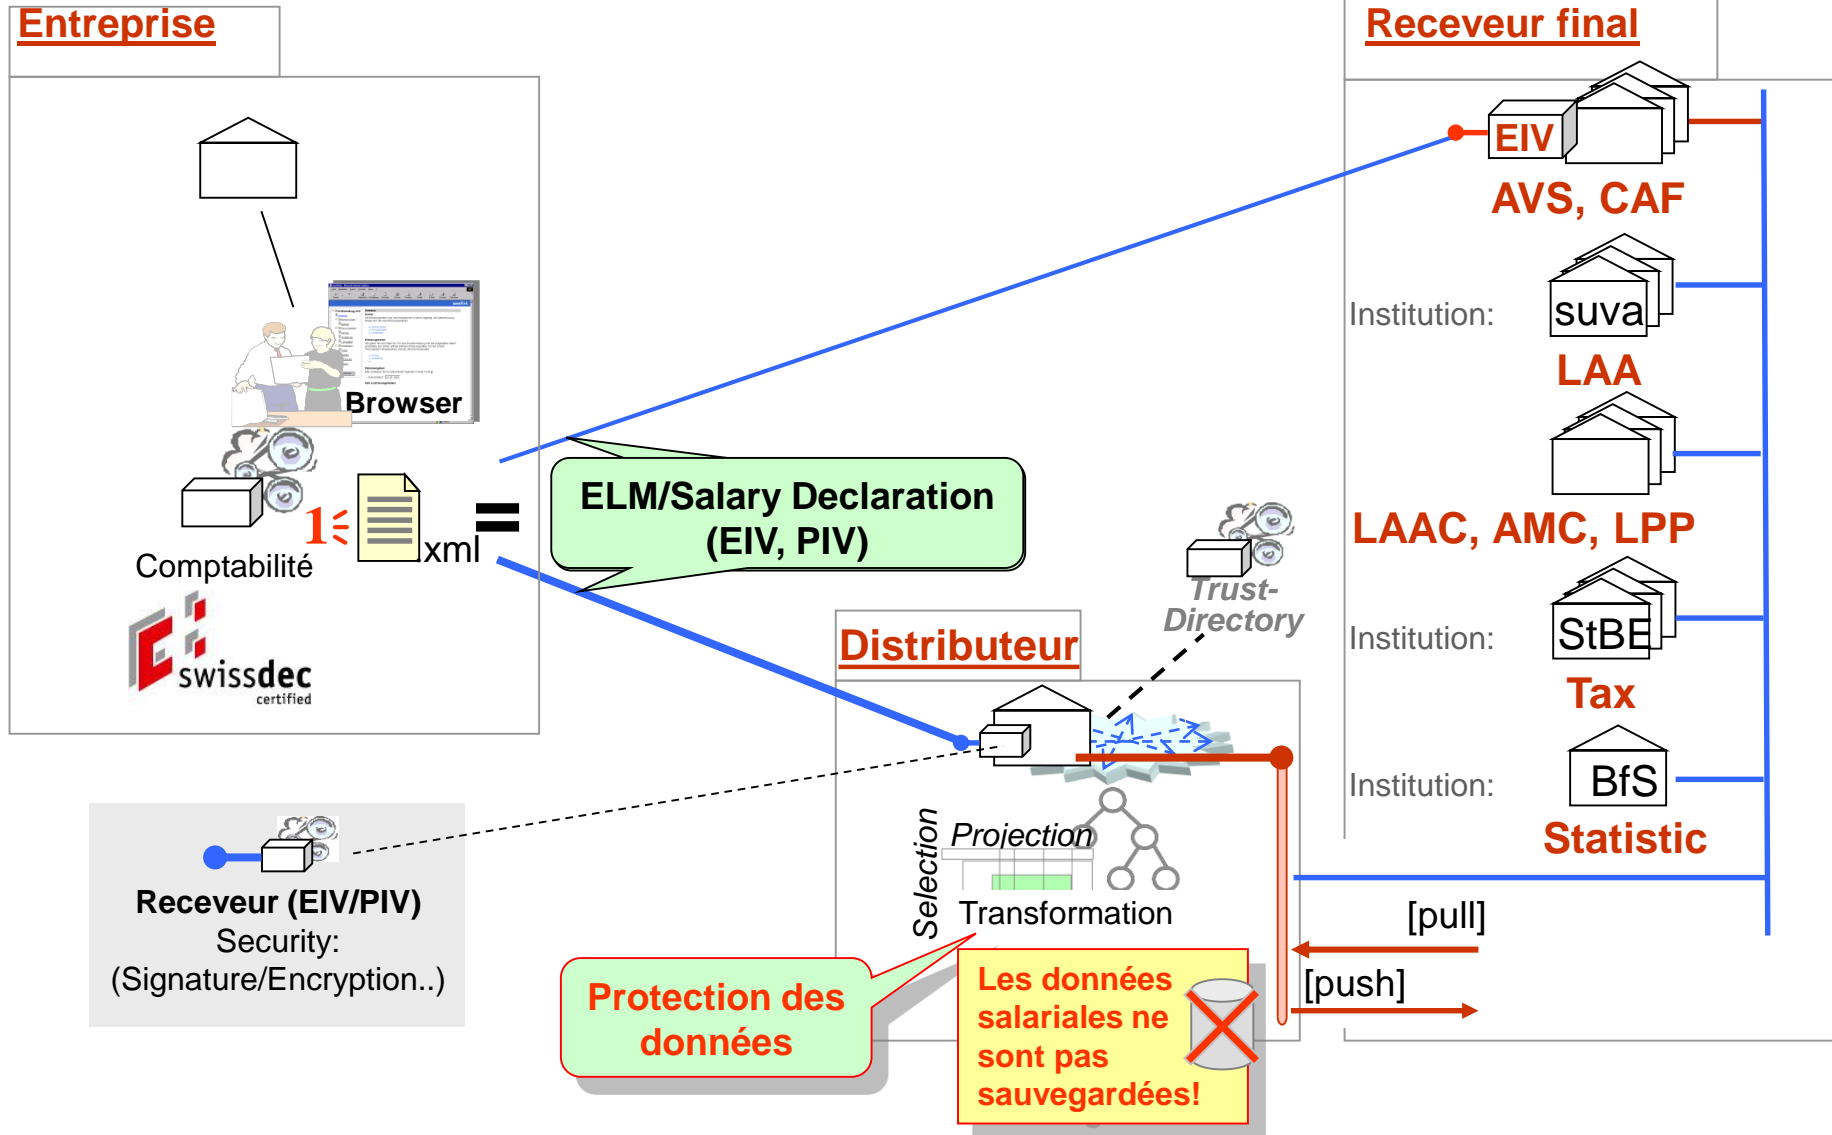 Entreprise
Browser
1
.xml
=
Comptabilité
swissdec
certified
ELM/Salary Declaration
(EIV, PIV)
Trust-
Directory
Distributeur
Selection
Projection
Transformation
Protection des
données
Les données
salariales ne
sont pas
sauvegardées!
Receveur (EIV/PIV)
Security:
(Signature/Encryption..)
Receveur final
EIV
AVS, CAF
Institution:
suva
LAA
LAAC, AMC, LPP
Institution:
StBE
Tax
Institution:
BfS
Statistic
[pull]
[push]